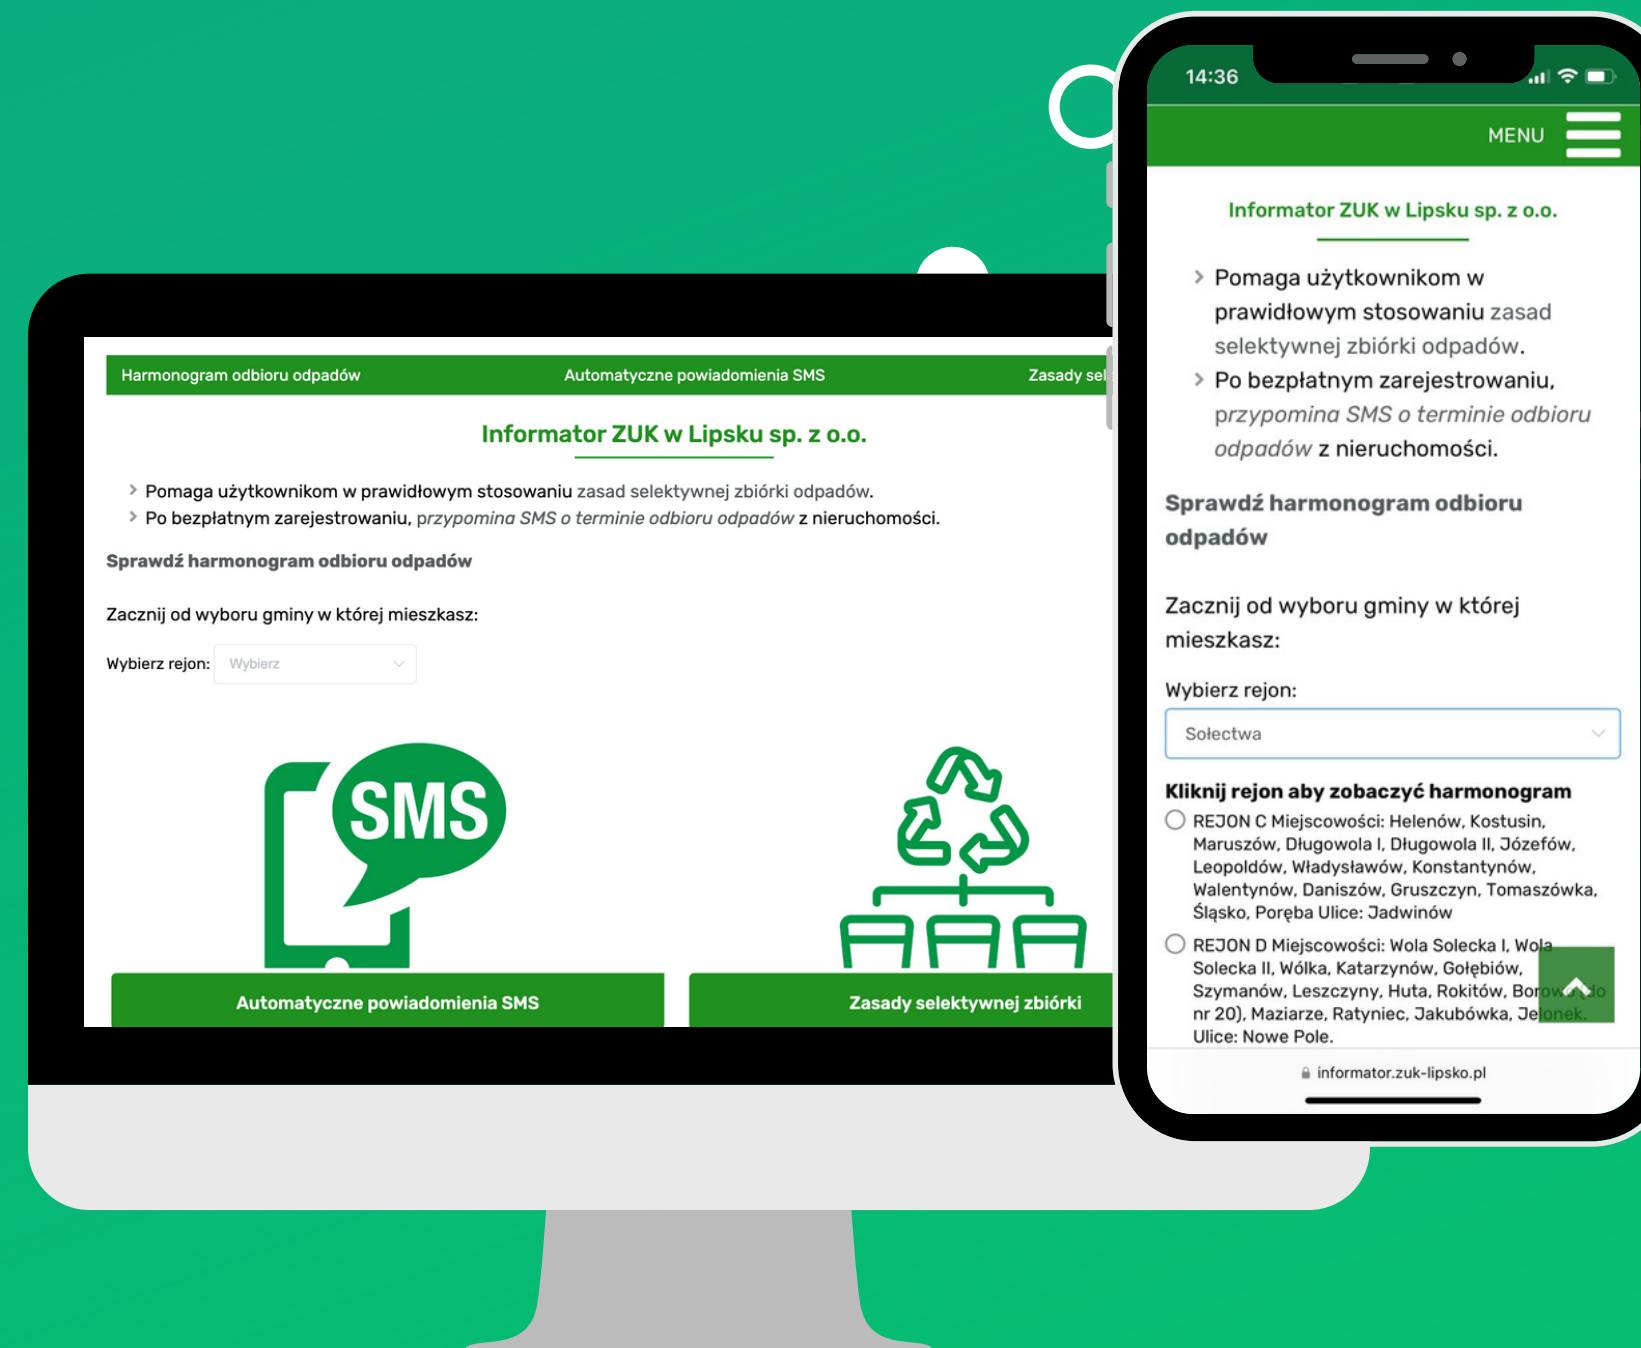 Harmonogram odbioru odpadów
Automatyczne powiadomienia SMS
Zasady sel
Informator ZUK w Lipsku sp. z o.o.
Pomaga użytkownikom w prawidłowym stosowaniu zasad selektywnej zbiórki odpadów.
Po bezpłatnym zarejestrowaniu, przypomina SMS o terminie odbioru odpadów z nieruchomości.
Sprawdź harmonogram odbioru odpadów
Zacznij od wyboru gminy w której mieszkasz:
Wybierz rejon: Wybierz
SMS
Automatyczne powiadomienia SMS
Zasady selektywnej zbiórki
14:36
MENU
Informator ZUK w Lipsku sp. z o.o.
Pomaga użytkownikom w
prawidłowym stosowaniu zasad
selektywnej zbiórki odpadów.
Po bezpłatnym zarejestrowaniu,
przypomina SMS o terminie odbioru
odpadów z nieruchomości.
Sprawdź harmonogram odbioru
odpadów
Zacznij od wyboru gminy w której
mieszkasz:
Wybierz rejon:
Sołectwa
Kliknij rejon aby zobaczyć harmonogram
REJON C Miejscowości: Helenów, Kostusin,
Maruszów, Długowola I, Długowola II, Józefów,
Leopoldów, Władysławów, Konstantynów,
Walentynów, Daniszów, Gruszczyn, Tomaszówka,
Śląsko, Poręba Ulice: Jadwinów
REJON D Miejscowości: Wola Solecka I, Wola
Solecka II, Wólka, Katarzynów, Gołębiów,
Szymanów, Leszczyny, Huta, Rokitów, Borowo (do
nr 20), Maziarze, Ratyniec, Jakubówka, Jelonek.
Ulice: Nowe Pole.
informator.zuk-lipsko.pl